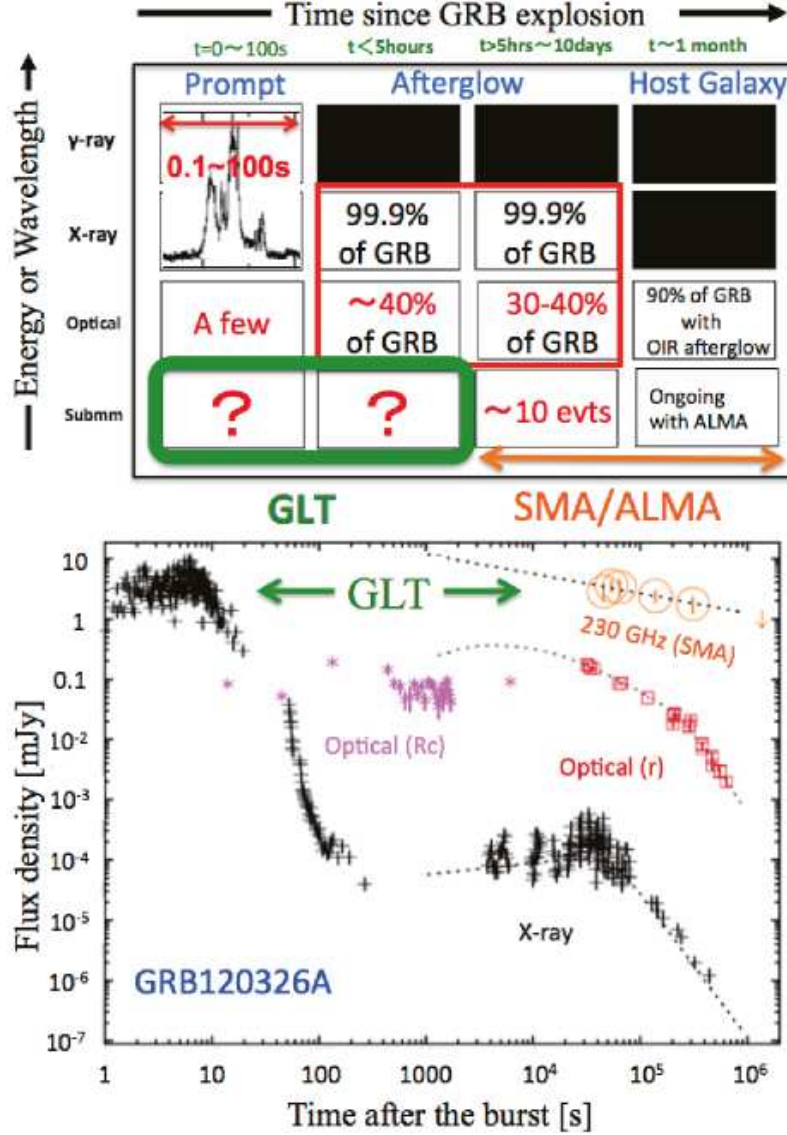 Time since GRB explosion
t=0~100s t<5hours t>5hrs~10days t~1 month
Prompt Afterglow Host Galaxy
Energy or Wavelength
γ-ray
0.1~100s
X-ray
99.9%
of GRB
99.9%
of GRB
Optical
A few
~40%
of GRB
30-40%
of GRB
90% of GRB
with
OIR afterglow
Submm
?
?
~10 evts
Ongoing
with ALMA
GLT SMA/ALMA
Flux density [mJy]
10
1
0.1
10-2
10-3
10-4
10-5
10-6
10-7
GLT
230 GHz (SMA)
Optical (Rc)
Optical (r)
X-ray
GRB120326A
1 10 100 1000 10⁴ 10⁵ 10⁶
Time after the burst [s]